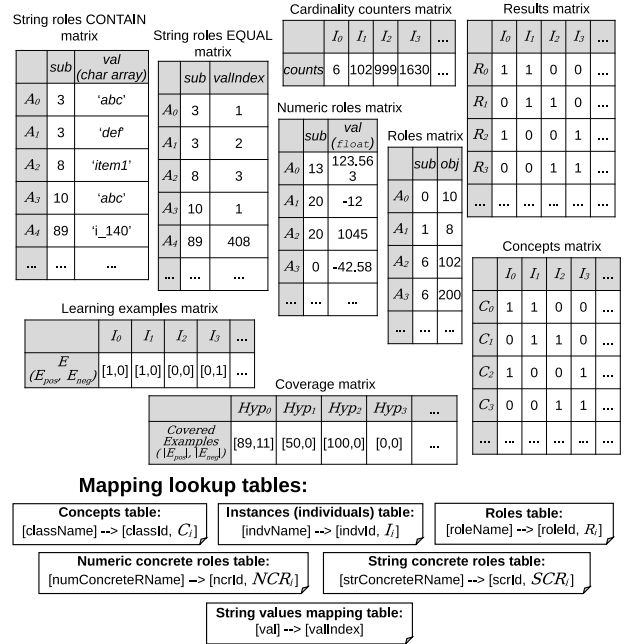 String roles CONTAIN
matrix
sub val
(char array)
A0 3 'abc'
A1 3 'def'
A2 8 'item1'
A3 10 'abc'
A4 89 'i_140'
... ... ...
String roles EQUAL
matrix
sub valIndex
A0 3 1
A1 3 2
A2 8 3
A3 10 1
A4 89 408
... ... ...
Cardinality counters matrix
I0 I1 I2 I3 ...
counts 6 102 999 1630 ...
Numeric roles matrix
sub val
(float)
A0 13 123.56
3
A1 20 -12
A2 20 1045
A3 0 -42.58
... ... ...
Roles matrix
sub obj
A0 0 10
A1 1 8
A2 6 102
A3 6 200
... ... ...
Results matrix
I0 I1 I2 I3 ...
R0 1 1 0 0 ...
R1 0 1 1 0 ...
R2 1 0 0 1 ...
R3 0 0 1 1 ...
... ... ... ... ... ...
Concepts matrix
I0 I1 I2 I3 ...
C0 1 1 0 0 ...
C1 0 1 1 0 ...
C2 1 0 0 1 ...
C3 0 0 1 1 ...
... ... ... ... ... ...
Learning examples matrix
I0 I1 I2 I3 ...
E
(Epos, Eneg) [1,0] [1,0] [0,0] [0,1] ...
Coverage matrix
Hyp0 Hyp1 Hyp2 Hyp3 ...
Covered
Examples
(|Epos|, |Eneg|) [89,11] [50,0] [100,0] [0,0] ...
Mapping lookup tables:
Concepts table:
[className] --> [classId, Ci]
Instances (individuals) table:
[indvName] --> [indvId, Ii]
Roles table:
[roleName] --> [roleId, Ri]
Numeric concrete roles table:
[numConcreteRName] --> [ncrId, NCRi]
String concrete roles table:
[strConcreteRName] --> [scrId, SCRi]
String values mapping table:
[val] --> [valIndex]